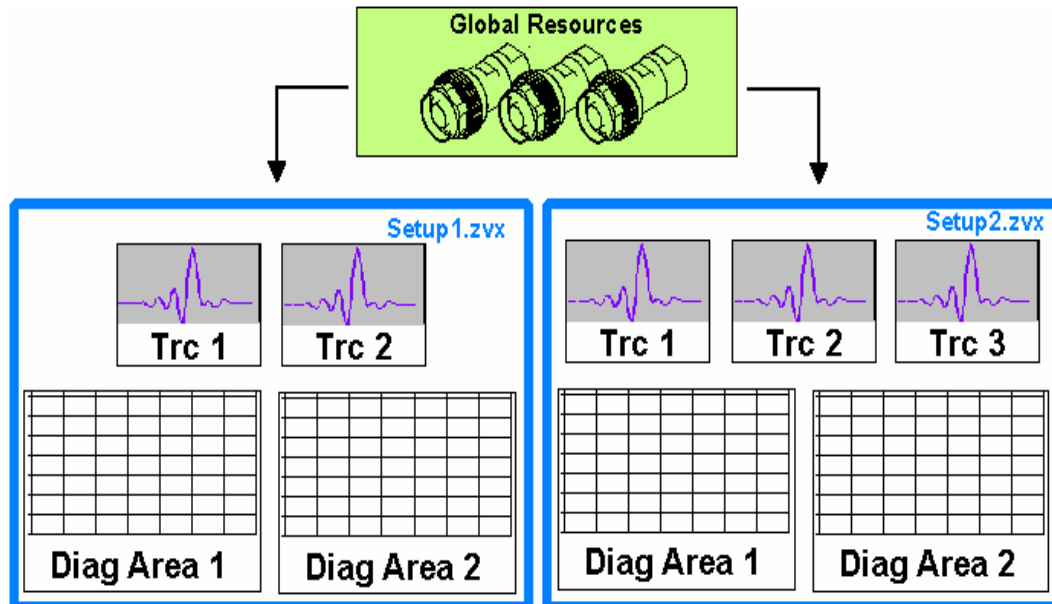 Global Resources
Setup1.zvx
Trc 1
Trc 2
Diag Area 1
Diag Area 2
Setup2.zvx
Trc 1
Trc 2
Trc 3
Diag Area 1
Diag Area 2